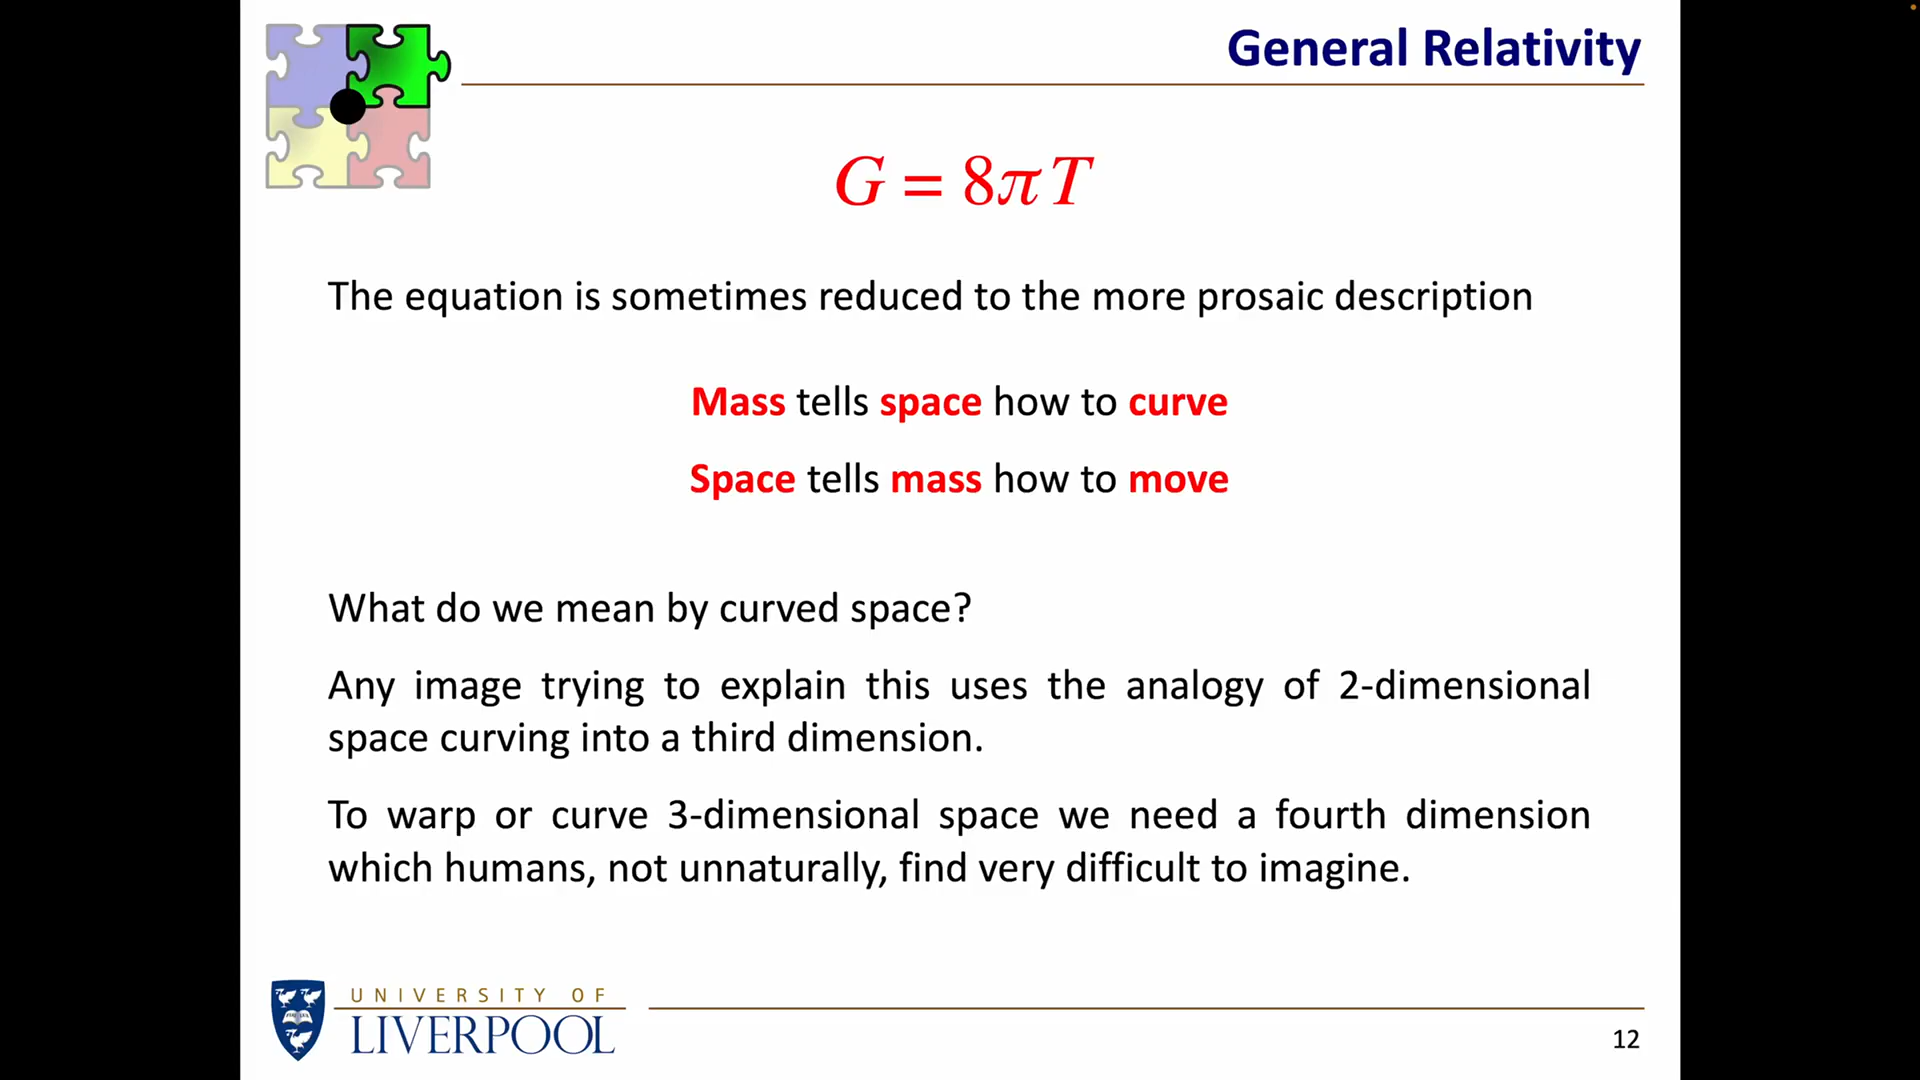 General Relativity
G = 8πT
The equation is sometimes reduced to the more prosaic description
Mass tells space how to curve
Space tells mass how to move
What do we mean by curved space?
Any image trying to explain this uses the analogy of 2-dimensional
space curving into a third dimension.
To warp or curve 3-dimensional space we need a fourth dimension
which humans, not unnaturally, find very difficult to imagine.
UNIVERSITY OF
LIVERPOOL
12